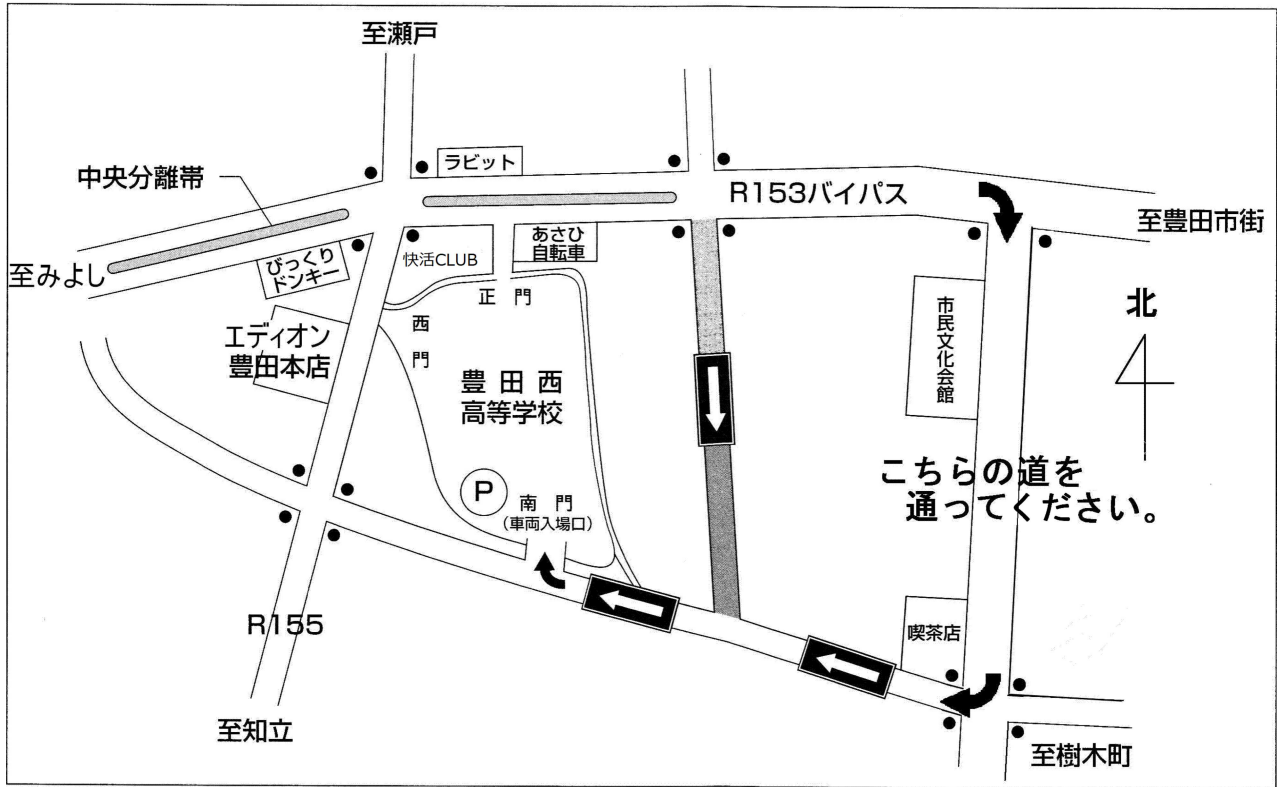 至瀬戸
中央分離帯
ラビット
R153バイパス
至豊田市街
至みよし
びっくり
ドンキー
快活CLUB
あさひ
自転車
正門
西
門
エディオン
豊田本店
豊田西
高等学校
市
民
文
化
会
館
北
こちらの道を
通ってください。
P
南門
(車両入場口)
喫茶店
R155
至知立
至樹木町